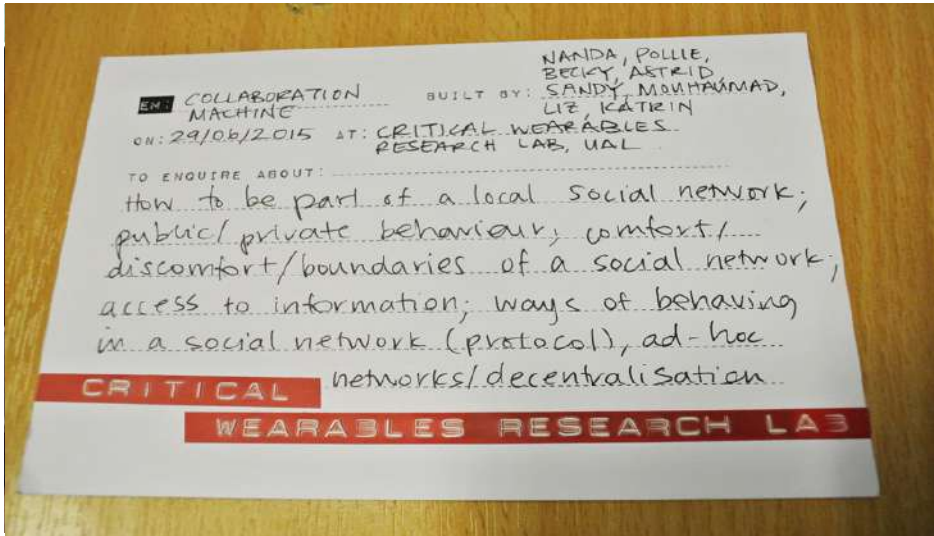 NANDA, POLLIE,
BECKY, ASTRID
EM: COLLABORATION BUILT BY: SANDY, MOUHAUMAD,
MACHINE LIZ, KATRIN
ON: 29/06/2015 AT: CRITICAL WEARABLES
RESEARCH LAB, UAL
TO ENQUIRE ABOUT:
How to be part of a local social network;
public/private behaviour; comfort/
discomfort/boundaries of a social network;
access to information; ways of behaving
in a social network (protocol), ad-hoc
networks/decentralisation
CRITICAL
WEARABLES RESEARCH LAB